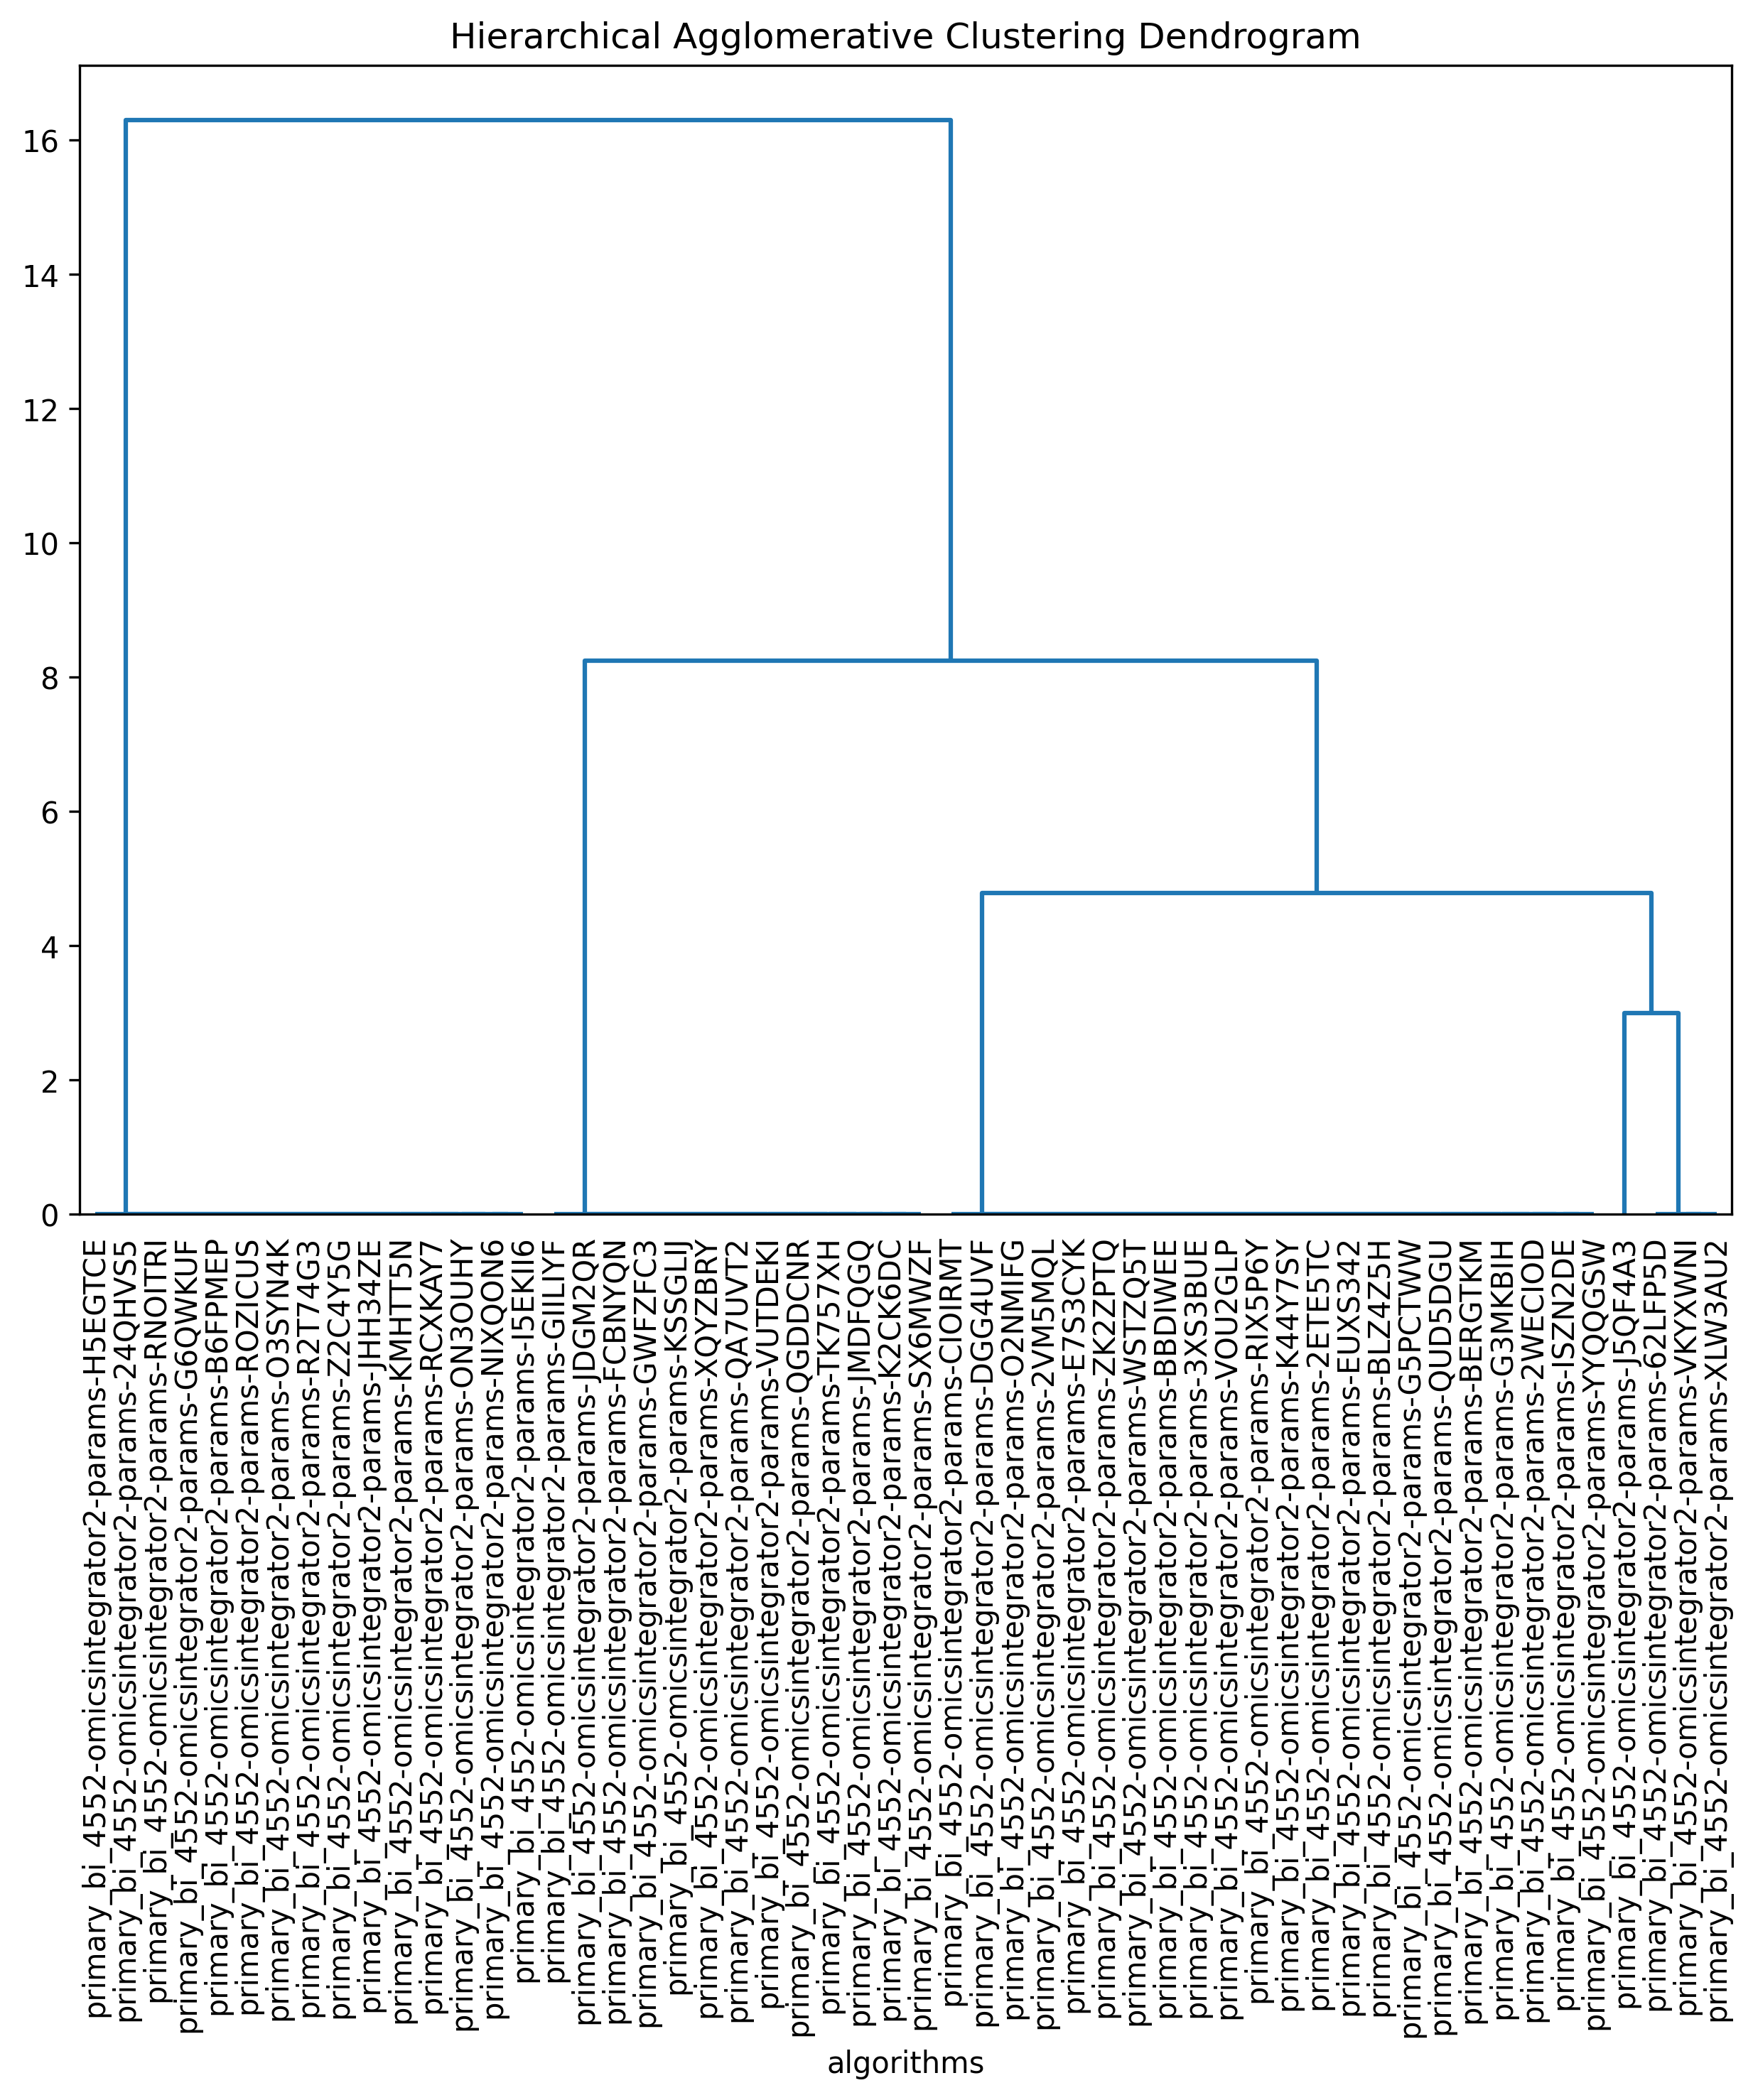 Hierarchical Agglomerative Clustering Dendrogram
16
14
12
10
8
6
4
2
0
primary_bi_4552-omicsintegrator2-params-H5EGTCE
primary_bi_4552-omicsintegrator2-params-24QHVS5
primary_bi_4552-omicsintegrator2-params-RNOITRI
primary_bi_4552-omicsintegrator2-params-G6QWKUF
primary_bi_4552-omicsintegrator2-params-B6FPMEP
primary_bi_4552-omicsintegrator2-params-ROZICUS
primary_bi_4552-omicsintegrator2-params-O3SYN4K
primary_bi_4552-omicsintegrator2-params-R2T74G3
primary_bi_4552-omicsintegrator2-params-Z2C4Y5G
primary_bi_4552-omicsintegrator2-params-JHH34ZE
primary_bi_4552-omicsintegrator2-params-KMHTT5N
primary_bi_4552-omicsintegrator2-params-RCXKAY7
primary_bi_4552-omicsintegrator2-params-ON3OUHY
primary_bi_4552-omicsintegrator2-params-NIXQON6
primary_bi_4552-omicsintegrator2-params-I5EKII6
primary_bi_4552-omicsintegrator2-params-GIILIYF
primary_bi_4552-omicsintegrator2-params-JDGM2QR
primary_bi_4552-omicsintegrator2-params-FCBNYQN
primary_bi_4552-omicsintegrator2-params-GWFZFC3
primary_bi_4552-omicsintegrator2-params-KSSGLIJ
primary_bi_4552-omicsintegrator2-params-XQYZBRY
primary_bi_4552-omicsintegrator2-params-QA7UVT2
primary_bi_4552-omicsintegrator2-params-VUTDEKI
primary_bi_4552-omicsintegrator2-params-QGDDCNR
primary_bi_4552-omicsintegrator2-params-TK757XH
primary_bi_4552-omicsintegrator2-params-JMDFQGQ
primary_bi_4552-omicsintegrator2-params-K2CK6DC
primary_bi_4552-omicsintegrator2-params-SX6MWZF
primary_bi_4552-omicsintegrator2-params-CIOIRMT
primary_bi_4552-omicsintegrator2-params-DGG4UVF
primary_bi_4552-omicsintegrator2-params-O2NMIFG
primary_bi_4552-omicsintegrator2-params-2VM5MQL
primary_bi_4552-omicsintegrator2-params-E7S3CYK
primary_bi_4552-omicsintegrator2-params-ZK2ZPTQ
primary_bi_4552-omicsintegrator2-params-WSTZQ5T
primary_bi_4552-omicsintegrator2-params-BBDIWEE
primary_bi_4552-omicsintegrator2-params-3XS3BUE
primary_bi_4552-omicsintegrator2-params-VOU2GLP
primary_bi_4552-omicsintegrator2-params-RIX5P6Y
primary_bi_4552-omicsintegrator2-params-K44Y7SY
primary_bi_4552-omicsintegrator2-params-2ETE5TC
primary_bi_4552-omicsintegrator2-params-EUXS342
primary_bi_4552-omicsintegrator2-params-BLZ4Z5H
primary_bi_4552-omicsintegrator2-params-G5PCTWW
primary_bi_4552-omicsintegrator2-params-QUD5DGU
primary_bi_4552-omicsintegrator2-params-BERGTKM
primary_bi_4552-omicsintegrator2-params-G3MKBIH
primary_bi_4552-omicsintegrator2-params-2WECIOD
primary_bi_4552-omicsintegrator2-params-ISZN2DE
primary_bi_4552-omicsintegrator2-params-YYQQGSW
primary_bi_4552-omicsintegrator2-params-J5QF4A3
primary_bi_4552-omicsintegrator2-params-62LFP5D
primary_bi_4552-omicsintegrator2-params-VKYXWNI
primary_bi_4552-omicsintegrator2-params-XLW3AU2
algorithms